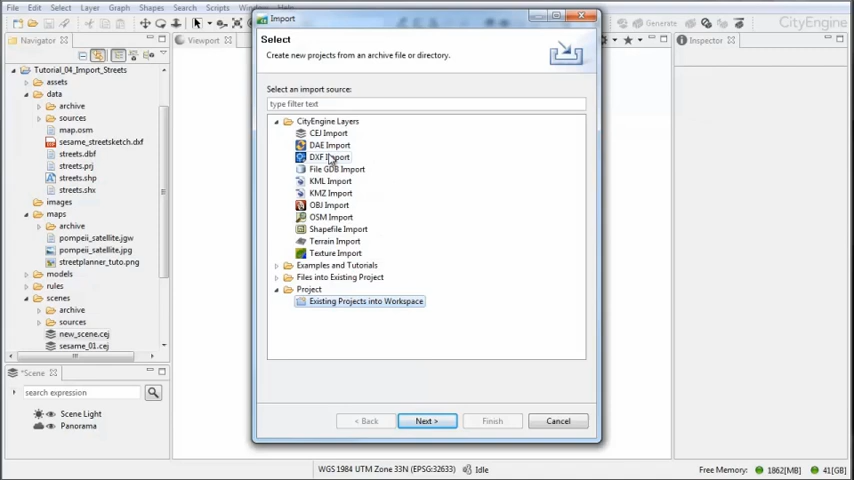 File Edit Select Layer Graph Shapes Search Scripts Window Help
Import
Generate
CityEngine
Navigator
Viewport
Inspector
Select
Create new projects from an archive file or directory.
Select an import source:
type filter text
Tutorial_04_Import_Streets
assets
data
archive
sources
map.osm
sesame_streetsketch.dxf
streets.dbf
streets.prj
streets.shp
streets.shx
images
maps
archive
pompeii_satellite.jgw
pompeii_satellite.jpg
streetplanner_tuto.png
models
rules
scenes
archive
sources
new_scene.cej
sesame_01.cej
CityEngine Layers
CEJ Import
DAE Import
DXF Import
File GDB Import
KML Import
KMZ Import
OBJ Import
OSM Import
Shapefile Import
Terrain Import
Texture Import
Examples and Tutorials
Files into Existing Project
Project
Existing Projects into Workspace
*Scene
search expression
Scene Light
Panorama
< Back
Next >
Finish
Cancel
WGS 1984 UTM Zone 33N (EPSG:32633)
Idle
Free Memory:
1862[MB]
41[GB]